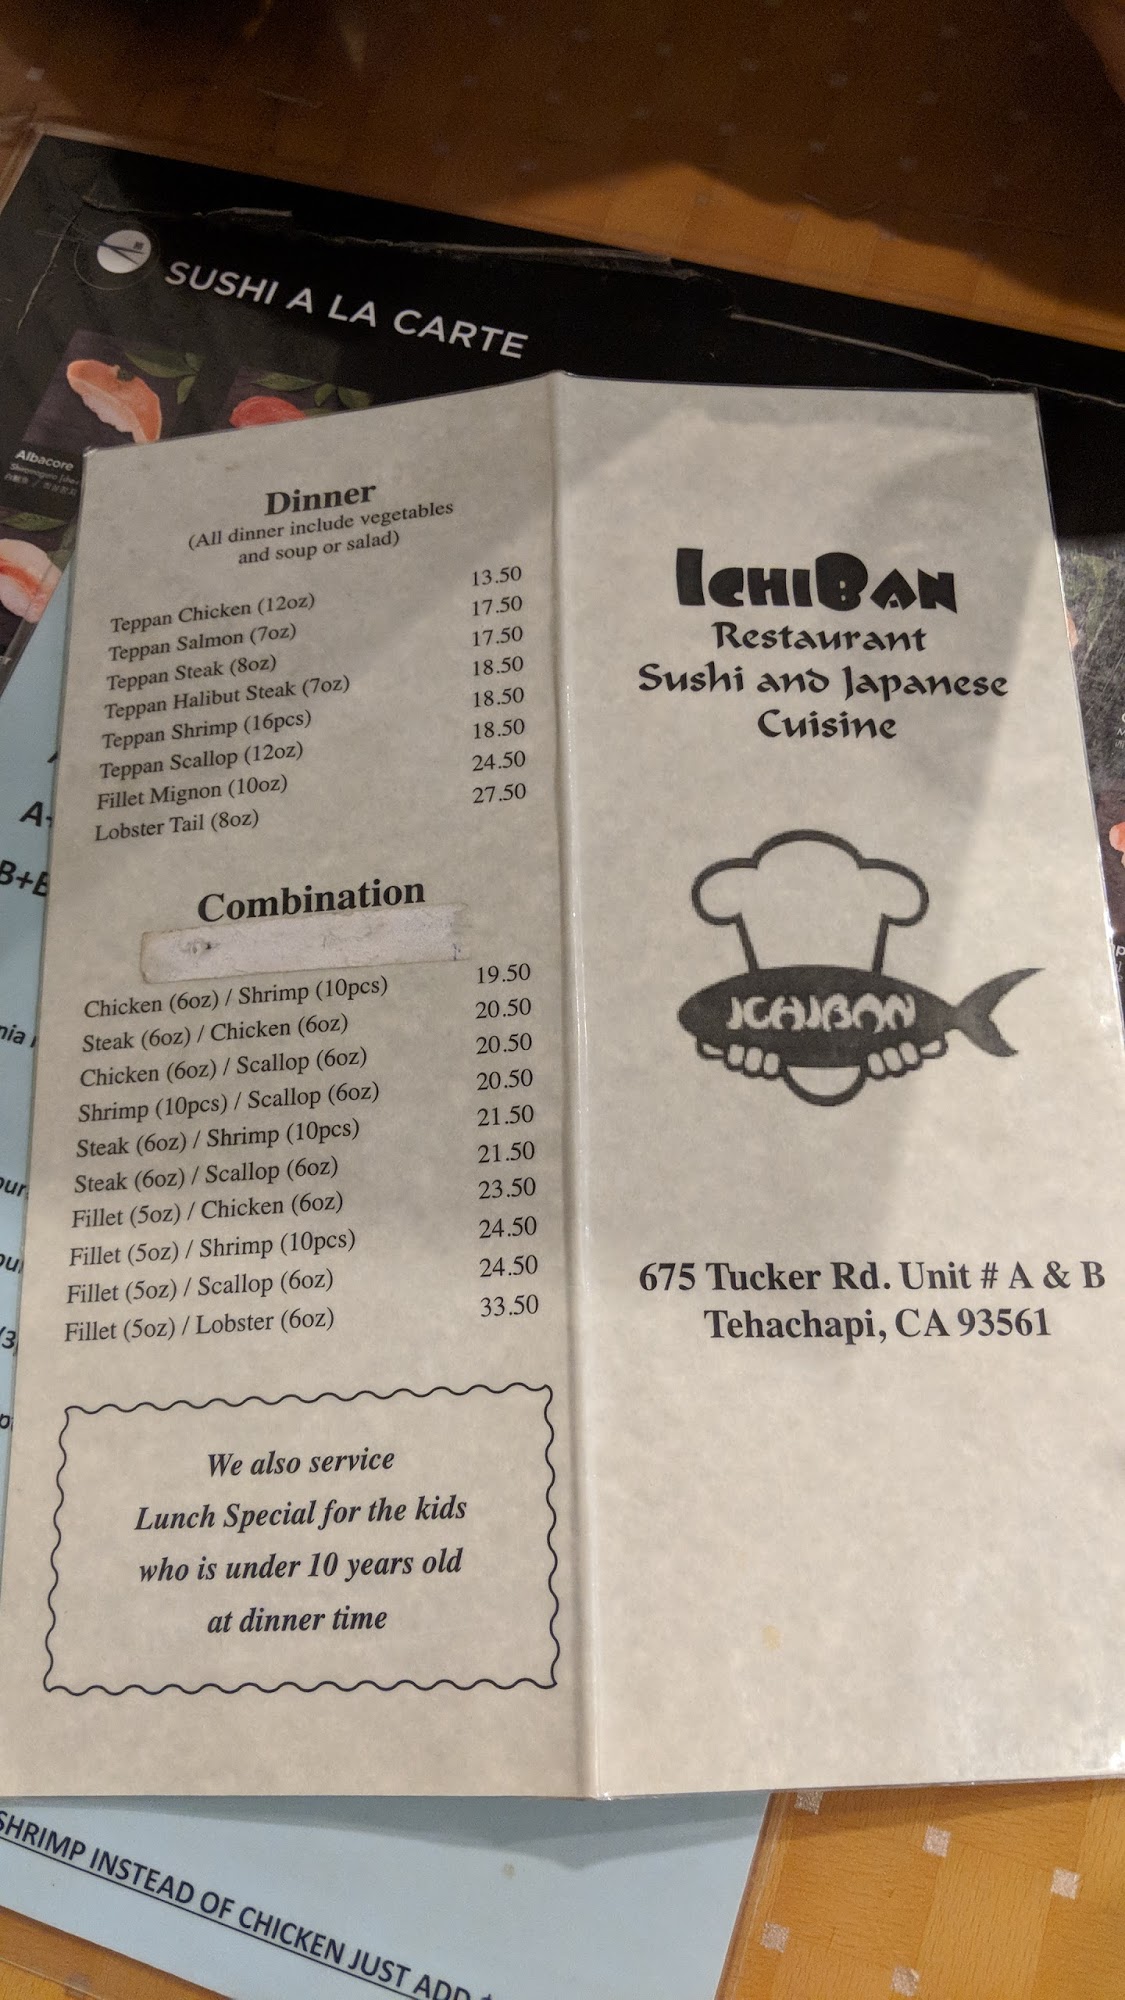 SUSHI A LA CARTE
Albacore
Dinner
(All dinner include vegetables
and soup or salad)
Teppan Chicken (12oz) 13.50
Teppan Salmon (7oz) 17.50
Teppan Steak (8oz) 17.50
Teppan Halibut Steak (7oz) 18.50
Teppan Shrimp (16pcs) 18.50
Teppan Scallop (12oz) 18.50
Fillet Mignon (10oz) 24.50
Lobster Tail (8oz) 27.50
Combination
Chicken (6oz) / Shrimp (10pcs) 19.50
Steak (6oz) / Chicken (6oz) 20.50
Chicken (6oz) / Scallop (6oz) 20.50
Shrimp (10pcs) / Scallop (6oz) 20.50
Steak (6oz) / Shrimp (10pcs) 21.50
Steak (6oz) / Scallop (6oz) 21.50
Fillet (5oz) / Chicken (6oz) 23.50
Fillet (5oz) / Shrimp (10pcs) 24.50
Fillet (5oz) / Scallop (6oz) 24.50
Fillet (5oz) / Lobster (6oz) 33.50
We also service
Lunch Special for the kids
who is under 10 years old
at dinner time
ICHIBAN
Restaurant
Sushi and Japanese
Cuisine
ICHIBAN
675 Tucker Rd. Unit # A & B
Tehachapi, CA 93561
SHRIMP INSTEAD OF CHICKEN JUST ADD